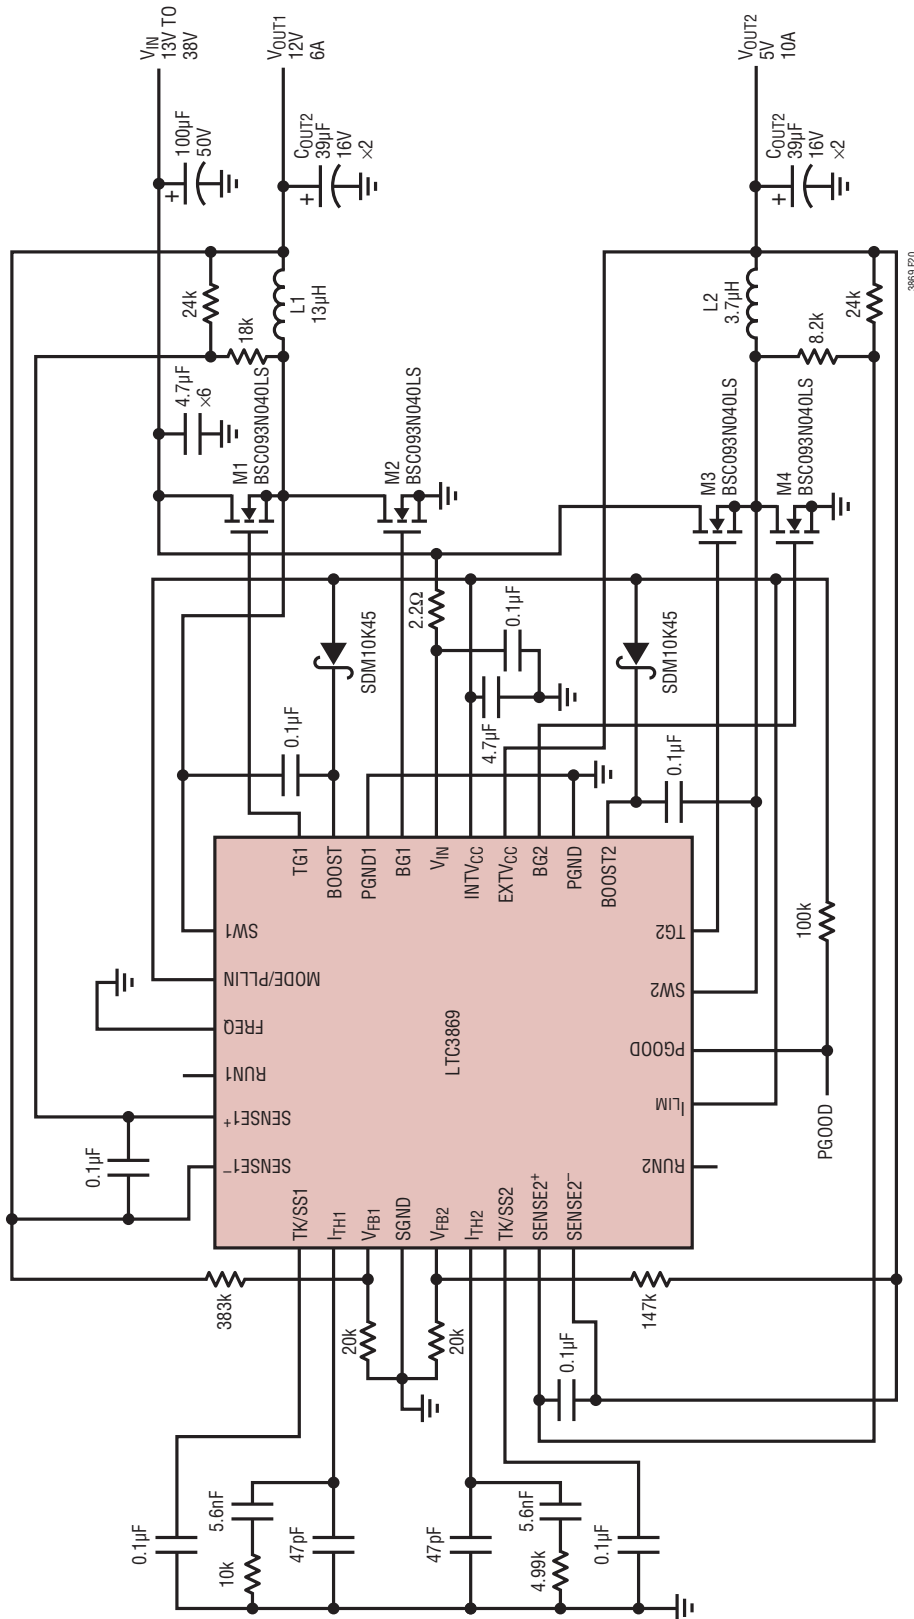 V_IN
13V TO
38V
V_OUT1
12V
6A
V_OUT2
5V
10A
100µF
50V
+
C_OUT2
39µF
16V
×2
+
C_OUT2
39µF
16V
×2
+
24k
18k
L1
13µH
L2
3.7µH
8.2k
24k
3869 F20
4.7µF
×6
M1
BSC093N040LS
M2
BSC093N040LS
M3
BSC093N040LS
M4
BSC093N040LS
2.2Ω
0.1µF
SDM10K45
SDM10K45
0.1µF
4.7µF
0.1µF
100k
TG1
BOOST
PGND1
BG1
V_IN
INTV_CC
EXTV_CC
BG2
PGND
BOOST2
SW1
MODE/PLLIN
FREQ
RUN1
SENSE1+
SENSE1–
LTC3869
TG2
SW2
PGOOD
I_LIM
RUN2
PGOOD
TK/SS1
I_TH1
V_FB1
SGND
V_FB2
I_TH2
TK/SS2
SENSE2+
SENSE2–
0.1µF
383k
20k
20k
147k
0.1µF
0.1µF
5.6nF
10k
47pF
47pF
5.6nF
4.99k
0.1µF